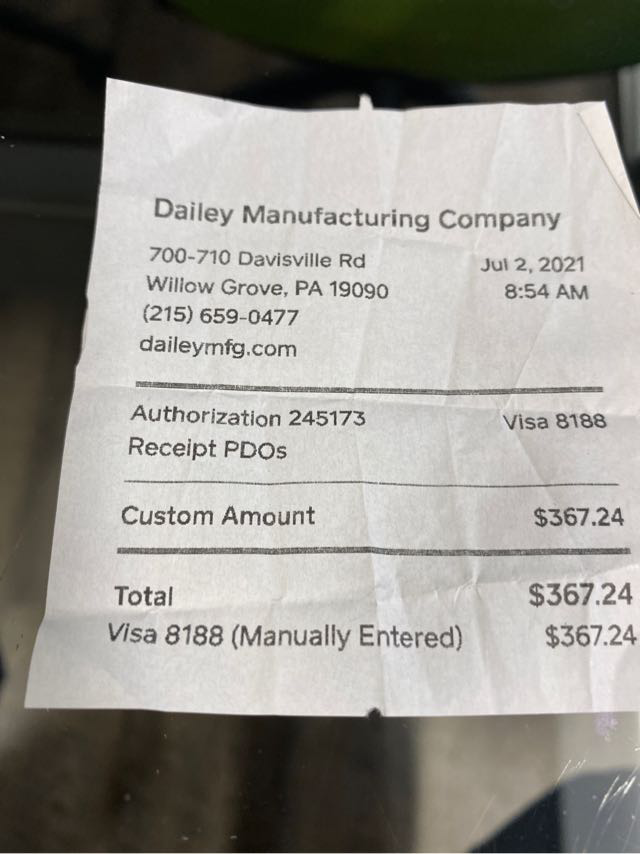 Dailey Manufacturing Company
700-710 Davisville Rd Jul 2, 2021
Willow Grove, PA 19090 8:54 AM
(215) 659-0477
daileymfg.com
Authorization 245173 Visa 8188
Receipt PDOs
Custom Amount $367.24
Total $367.24
Visa 8188 (Manually Entered) $367.24